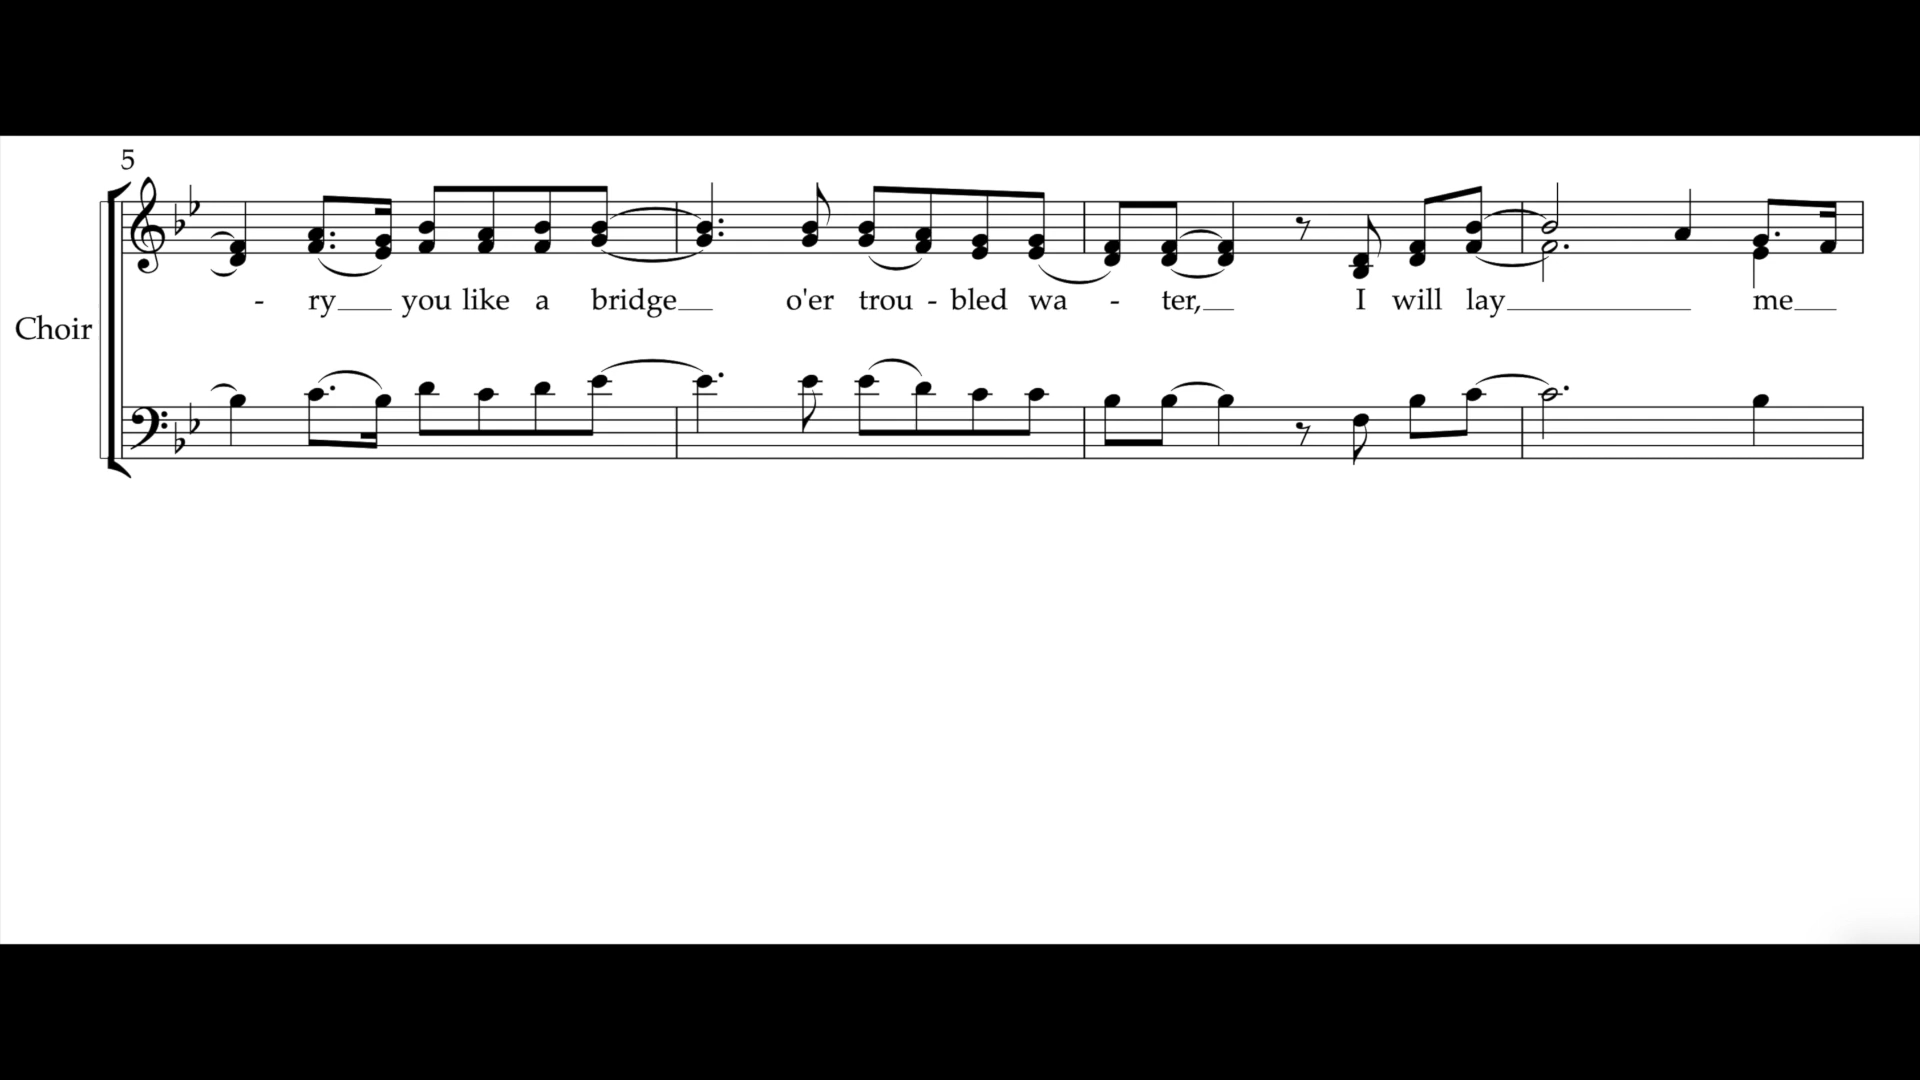 5
- ry you like a bridge o'er trou - bled wa - ter, I will lay me
Choir